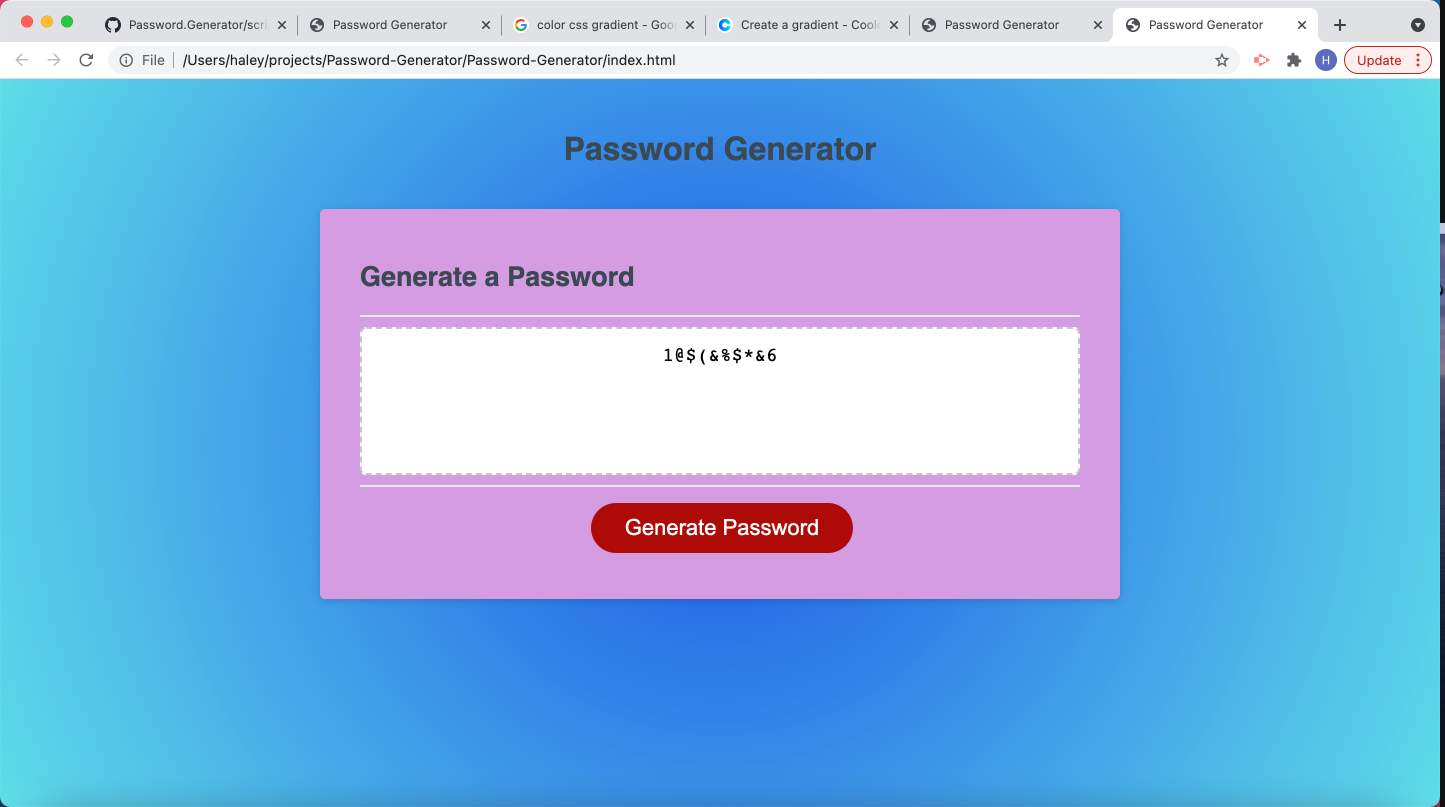 Password.Generator/scri
Password Generator
color css gradient - Goo
Create a gradient - Cool
Password Generator
Password Generator
File
/Users/haley/projects/Password-Generator/Password-Generator/index.html
H
Update
Password Generator
Generate a Password
1@$(&%$*&6
Generate Password